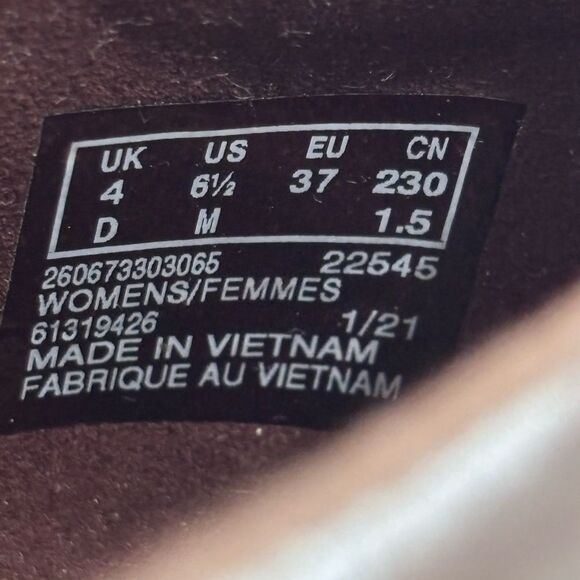 UK US EU CN
4 6½ 37 230
D M 1.5
260673303065 22545
WOMENS/FEMMES
61319426 1/21
MADE IN VIETNAM
FABRIQUE AU VIETNAM